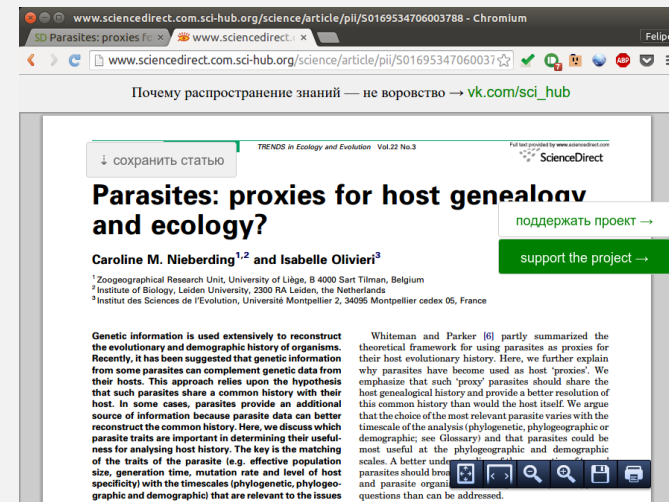 www.sciencedirect.com.sci-hub.org/science/article/pii/S0169534706003788 - Chromium
SD Parasites: proxies fo
www.sciencedirect.c
Felipe
www.sciencedirect.com.sci-hub.org/science/article/pii/S01695347060037
Почему распространение знаний — не воровство → vk.com/sci_hub
TRENDS in Ecology and Evolution Vol.22 No.3
Full text provided by www.sciencedirect.com
ScienceDirect
↓ сохранить статью
Parasites: proxies for host genealogy
and ecology?
поддержать проект →
support the project →
Caroline M. Nieberding1,2 and Isabelle Olivieri3
1 Zoogeographical Research Unit, University of Liège, B 4000 Sart Tilman, Belgium
2 Institute of Biology, Leiden University, 2300 RA Leiden, the Netherlands
3 Institut des Sciences de l'Evolution, Université Montpellier 2, 34095 Montpellier cedex 05, France
Genetic information is used extensively to reconstruct
the evolutionary and demographic history of organisms.
Recently, it has been suggested that genetic information
from some parasites can complement genetic data from
their hosts. This approach relies upon the hypothesis
that such parasites share a common history with their
host. In some cases, parasites provide an additional
source of information because parasite data can better
reconstruct the common history. Here, we discuss which
parasite traits are important in determining their useful-
ness for analysing host history. The key is the matching
of the traits of the parasite (e.g. effective population
size, generation time, mutation rate and level of host
specificity) with the timescales (phylogenetic, phylogeo-
graphic and demographic) that are relevant to the issues
Whiteman and Parker [6] partly summarized the
theoretical framework for using parasites as proxies for
their host evolutionary history. Here, we further explain
why parasites have become used as host 'proxies'. We
emphasize that such 'proxy' parasites should share the
host genealogical history and provide a better resolution of
this common history than would the host itself. We argue
that the choice of the most relevant parasite varies with the
timescale of the analysis (phylogenetic, phylogeographic or
demographic; see Glossary) and that parasites could be
most useful at the phylogeographic and demographic
scales. A better
parasites should
and parasite
questions than can be addressed.